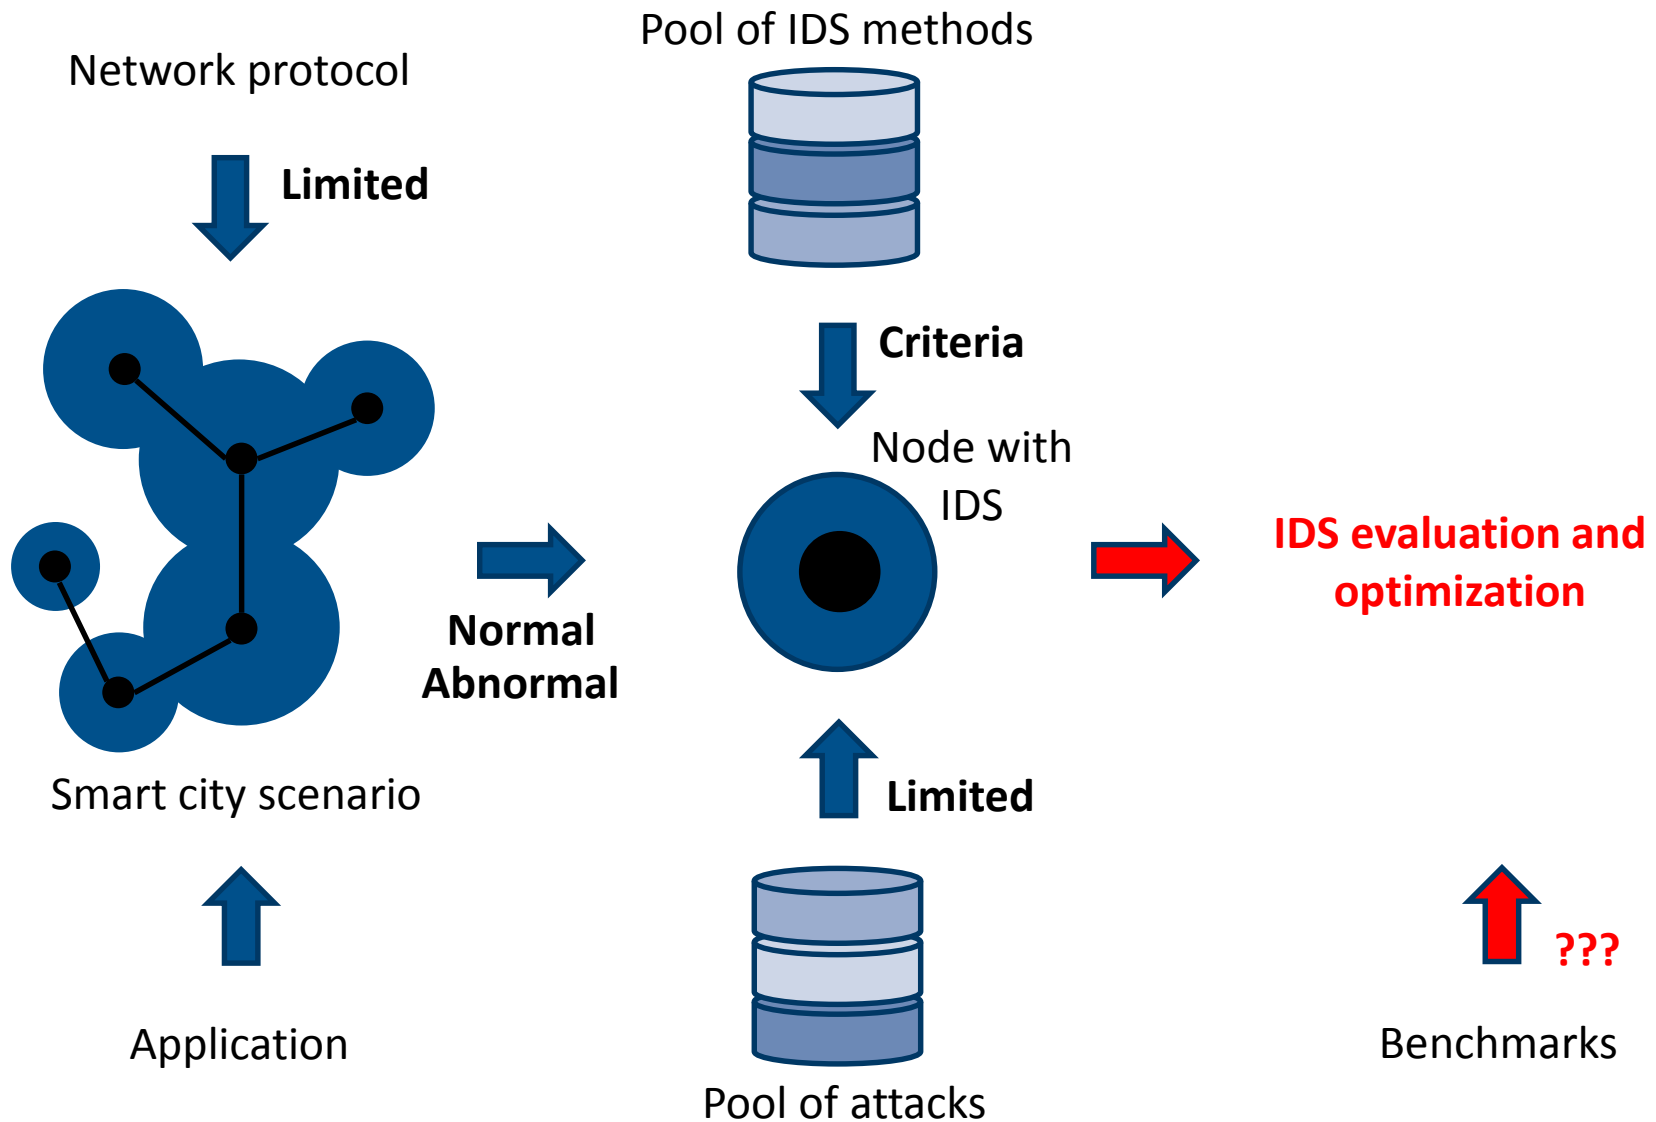 Network protocol
Limited
Smart city scenario
Application
Normal
Abnormal
Pool of IDS methods
Criteria
Node with
IDS
Limited
Pool of attacks
IDS evaluation and
optimization
???
Benchmarks